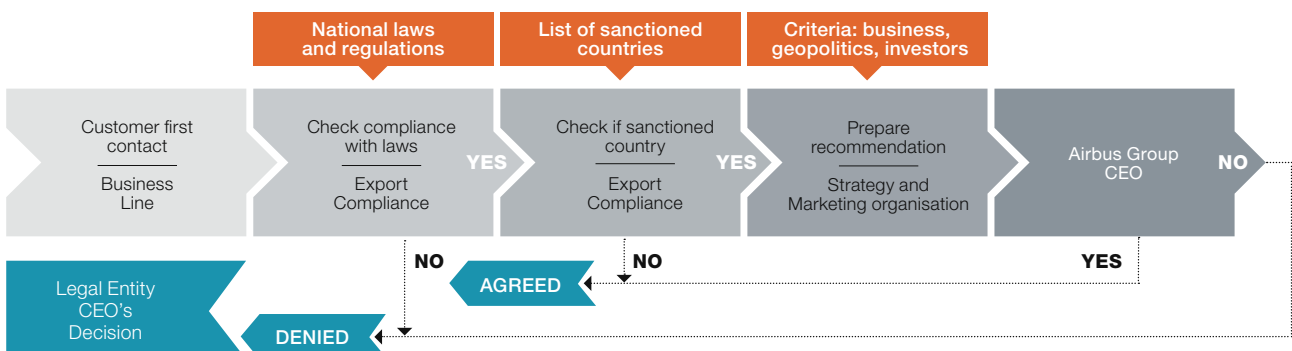 National laws
and regulations
List of sanctioned
countries
Criteria: business,
geopolitics, investors
Customer first
contact
Business
Line
Check compliance
with laws
Export
Compliance
YES
Check if sanctioned
country
Export
Compliance
YES
Prepare
recommendation
Strategy and
Marketing organisation
Airbus Group
CEO
NO
NO
NO
YES
AGREED
Legal Entity
CEO's
Decision
DENIED